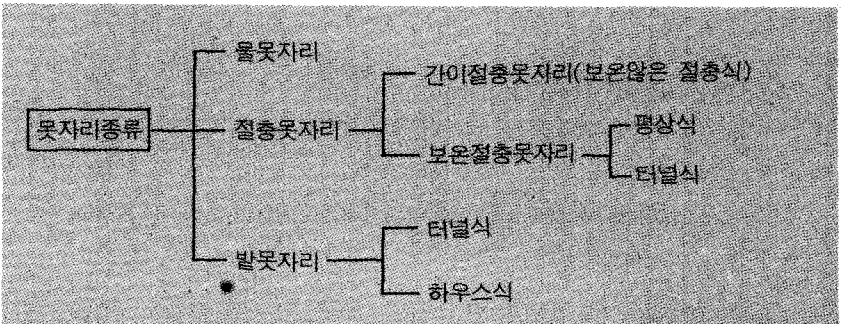 물못자리
간이절충못자리(보온않은 절충식)
못자리종류
절충못자리
평상식
보온절충못자리
터널식
터널식
밭못자리
하우스식